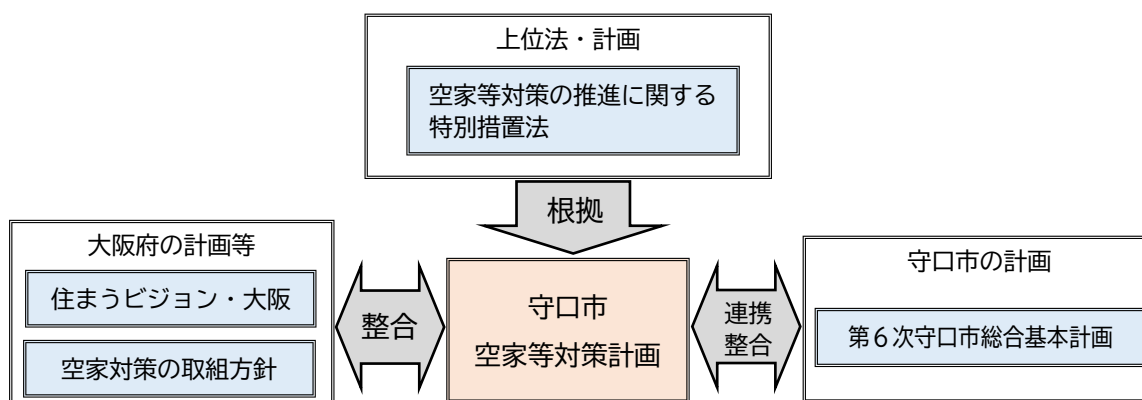 上位法・計画
空家等対策の推進に関する
特別措置法
根拠
大阪府の計画等
住まうビジョン・大阪
空家対策の取組方針
整合
守口市
空家等対策計画
連携
整合
守口市の計画
第6次守口市総合基本計画